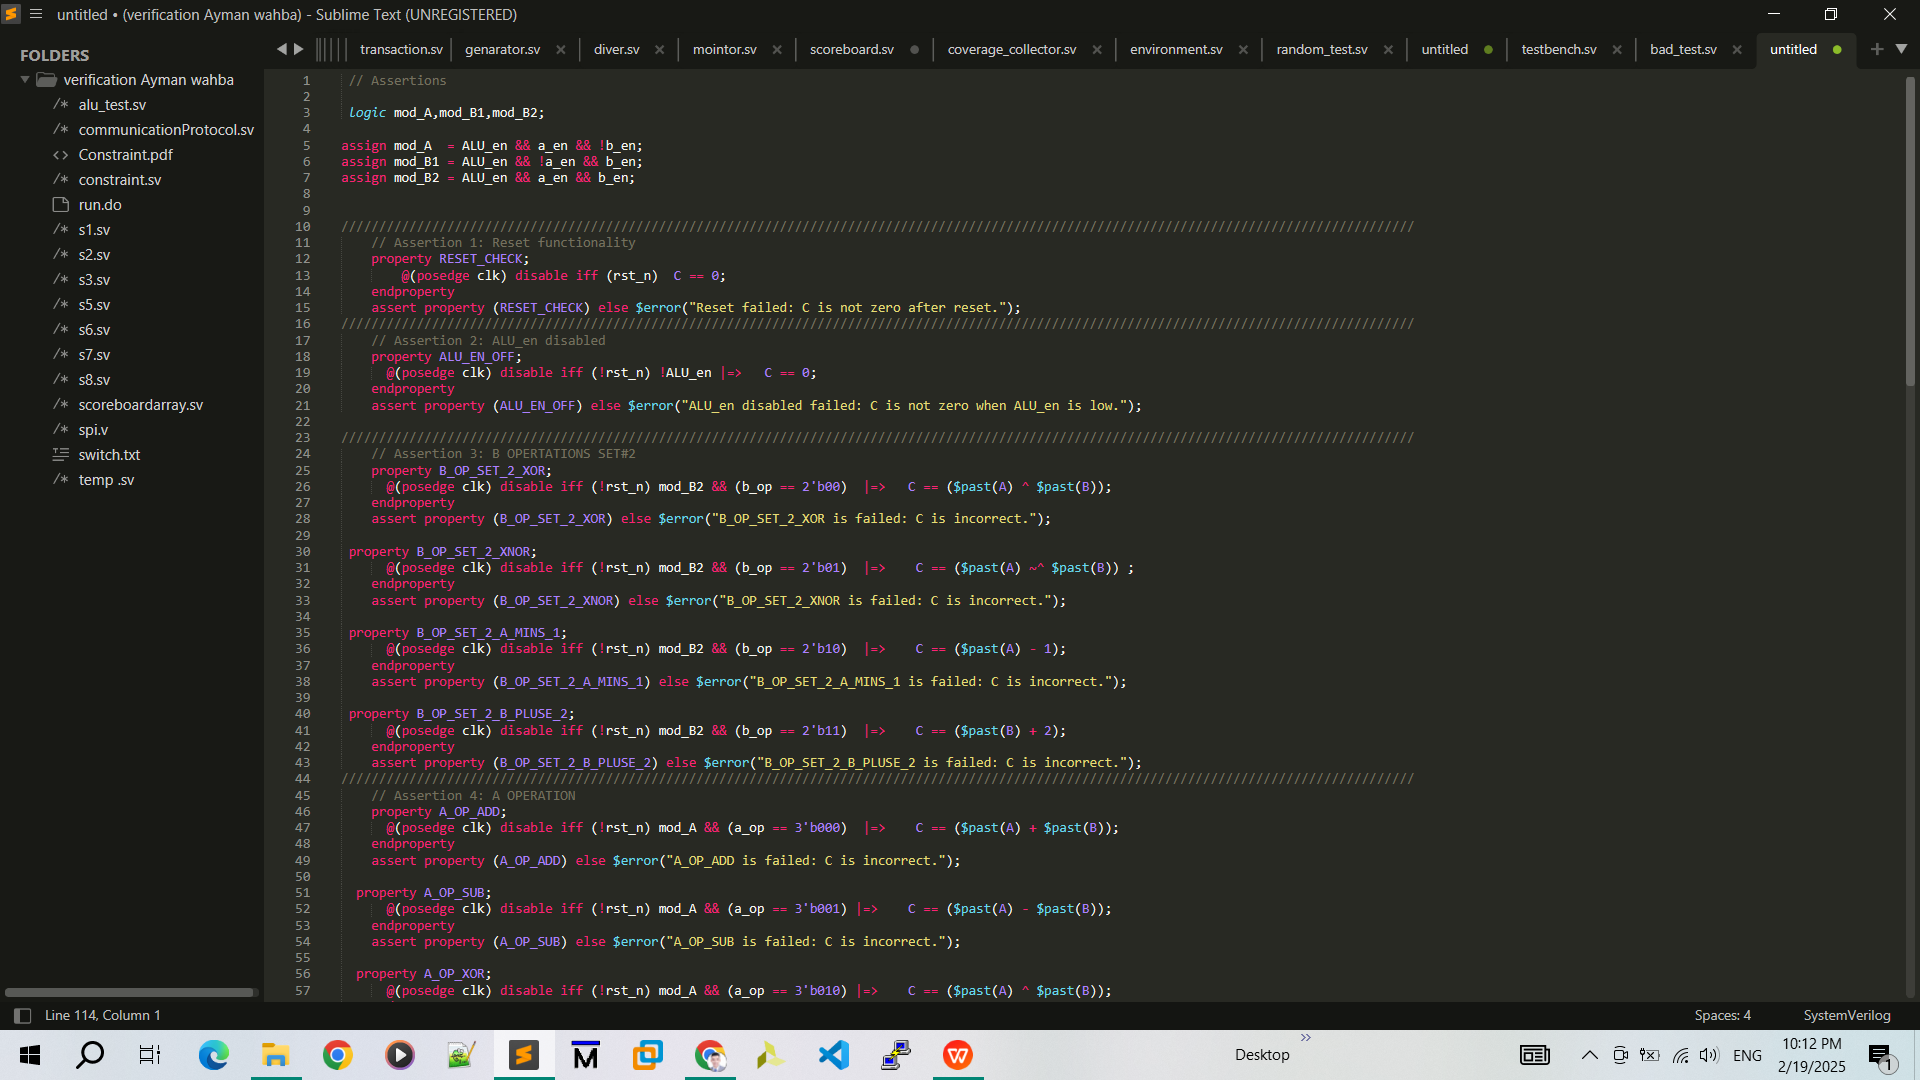 untitled • (verification Ayman wahba) - Sublime Text (UNREGISTERED)
FOLDERS
verification Ayman wahba
/* alu_test.sv
/* communicationProtocol.sv
<> Constraint.pdf
/* constraint.sv
run.do
/* s1.sv
/* s2.sv
/* s3.sv
/* s5.sv
/* s6.sv
/* s7.sv
/* s8.sv
/* scoreboardarray.sv
/* spi.v
switch.txt
/* temp .sv
transaction.sv genarator.sv diver.sv mointor.sv scoreboard.sv coverage_collector.sv environment.sv random_test.sv untitled testbench.sv bad_test.sv untitled
1 // Assertions
2
3 logic mod_A,mod_B1,mod_B2;
4
5 assign mod_A  = ALU_en && a_en && !b_en;
6 assign mod_B1 = ALU_en && !a_en && b_en;
7 assign mod_B2 = ALU_en && a_en && b_en;
8
9
10 //////////////////////////////////////////////////////////////////////////////////////////////////////////////////////////////////////////////
11 // Assertion 1: Reset functionality
12 property RESET_CHECK;
13 @(posedge clk) disable iff (rst_n)  C == 0;
14 endproperty
15 assert property (RESET_CHECK) else $error("Reset failed: C is not zero after reset.");
16 //////////////////////////////////////////////////////////////////////////////////////////////////////////////////////////////////////////////
17 // Assertion 2: ALU_en disabled
18 property ALU_EN_OFF;
19 @(posedge clk) disable iff (!rst_n) !ALU_en |=>   C == 0;
20 endproperty
21 assert property (ALU_EN_OFF) else $error("ALU_en disabled failed: C is not zero when ALU_en is low.");
22
23 //////////////////////////////////////////////////////////////////////////////////////////////////////////////////////////////////////////////
24 // Assertion 3: B OPERTATIONS SET#2
25 property B_OP_SET_2_XOR;
26 @(posedge clk) disable iff (!rst_n) mod_B2 && (b_op == 2'b00)  |=>   C == ($past(A) ^ $past(B));
27 endproperty
28 assert property (B_OP_SET_2_XOR) else $error("B_OP_SET_2_XOR is failed: C is incorrect.");
29
30 property B_OP_SET_2_XNOR;
31 @(posedge clk) disable iff (!rst_n) mod_B2 && (b_op == 2'b01)  |=>    C == ($past(A) ~^ $past(B)) ;
32 endproperty
33 assert property (B_OP_SET_2_XNOR) else $error("B_OP_SET_2_XNOR is failed: C is incorrect.");
34
35 property B_OP_SET_2_A_MINS_1;
36 @(posedge clk) disable iff (!rst_n) mod_B2 && (b_op == 2'b10)  |=>    C == ($past(A) - 1);
37 endproperty
38 assert property (B_OP_SET_2_A_MINS_1) else $error("B_OP_SET_2_A_MINS_1 is failed: C is incorrect.");
39
40 property B_OP_SET_2_B_PLUSE_2;
41 @(posedge clk) disable iff (!rst_n) mod_B2 && (b_op == 2'b11)  |=>    C == ($past(B) + 2);
42 endproperty
43 assert property (B_OP_SET_2_B_PLUSE_2) else $error("B_OP_SET_2_B_PLUSE_2 is failed: C is incorrect.");
44 //////////////////////////////////////////////////////////////////////////////////////////////////////////////////////////////////////////////
45 // Assertion 4: A OPERATION
46 property A_OP_ADD;
47 @(posedge clk) disable iff (!rst_n) mod_A && (a_op == 3'b000)  |=>    C == ($past(A) + $past(B));
48 endproperty
49 assert property (A_OP_ADD) else $error("A_OP_ADD is failed: C is incorrect.");
50
51 property A_OP_SUB;
52 @(posedge clk) disable iff (!rst_n) mod_A && (a_op == 3'b001) |=>    C == ($past(A) - $past(B));
53 endproperty
54 assert property (A_OP_SUB) else $error("A_OP_SUB is failed: C is incorrect.");
55
56 property A_OP_XOR;
57 @(posedge clk) disable iff (!rst_n) mod_A && (a_op == 3'b010) |=>    C == ($past(A) ^ $past(B));
Line 114, Column 1
Spaces: 4
SystemVerilog
Desktop
ENG
10:12 PM
2/19/2025
1